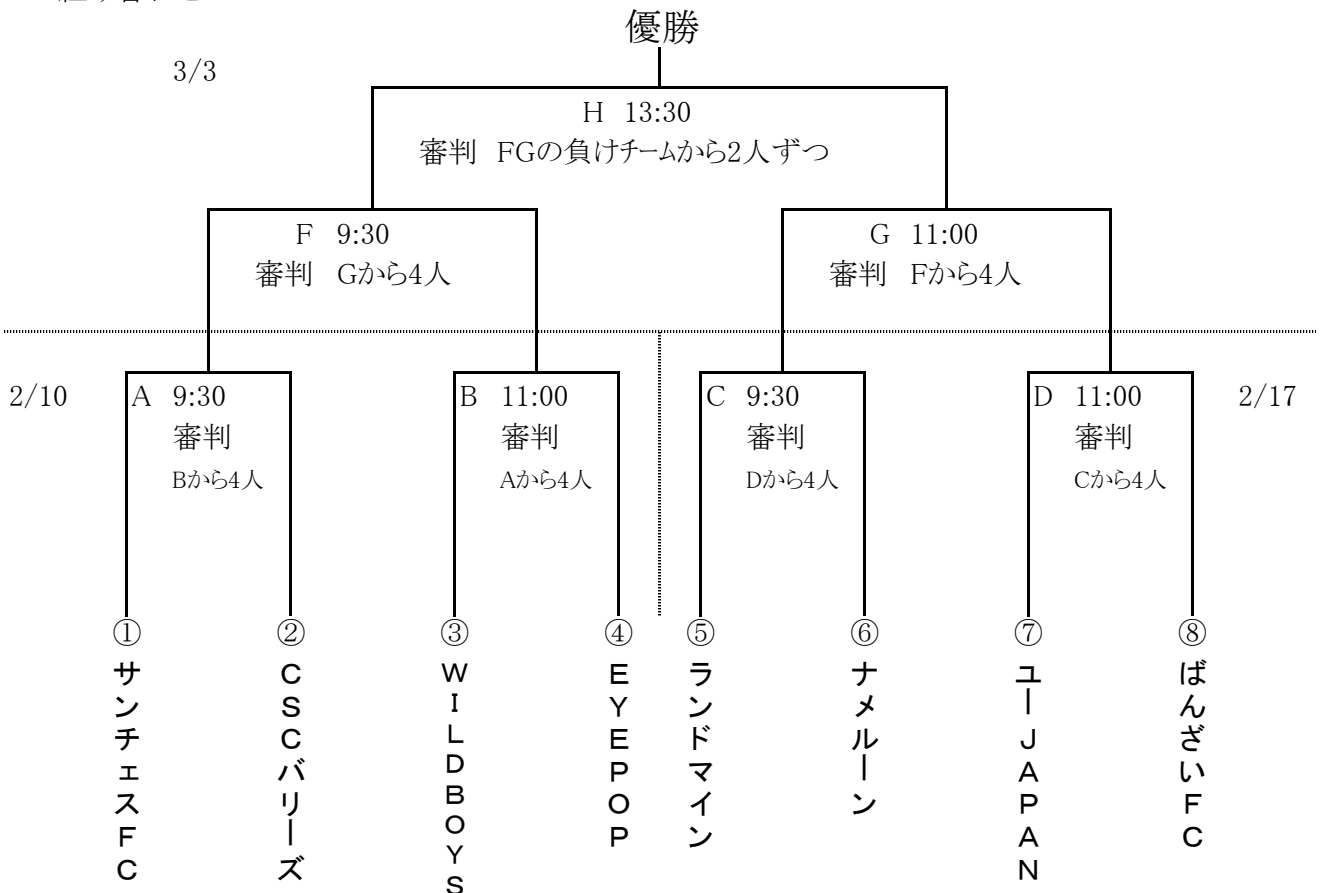 優勝
3/3
H 13:30
審判 FGの負けチームから2人ずつ
F 9:30
審判 Gから4人
G 11:00
審判 Fから4人
2/10
A 9:30
審判
Bから4人
B 11:00
審判
Aから4人
C 9:30
審判
Dから4人
D 11:00
審判
Cから4人
2/17
①
サンチェスFC
②
CSCバリーズ
③
WILDBOYS
④
EYEPOP
⑤
ランドマイン
⑥
ナメルーン
⑦
ユーJAPAN
⑧
ばんざいFC